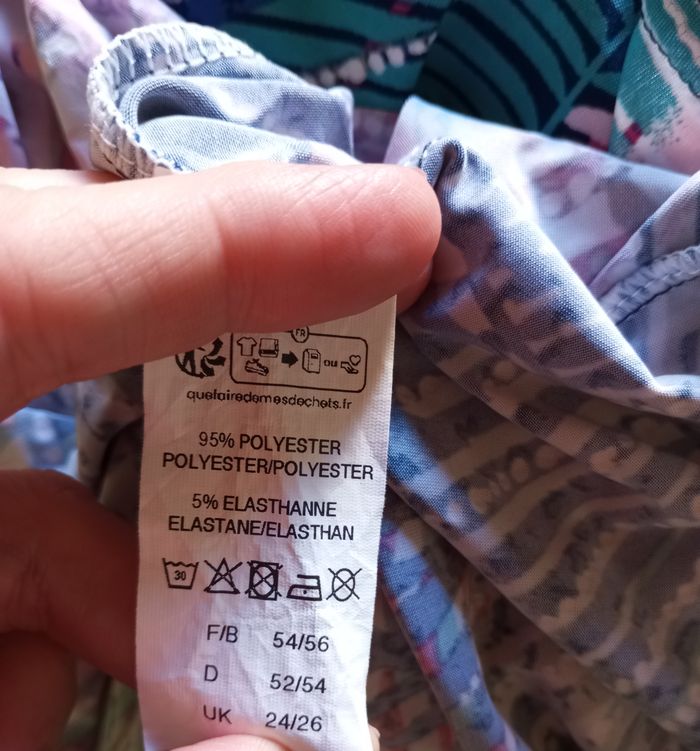 FR
ou
quefairedemesdechets.fr
95% POLYESTER
POLYESTER/POLYESTER
5% ELASTHANNE
ELASTANE/ELASTHAN
30
F/B 54/56
D 52/54
UK 24/26